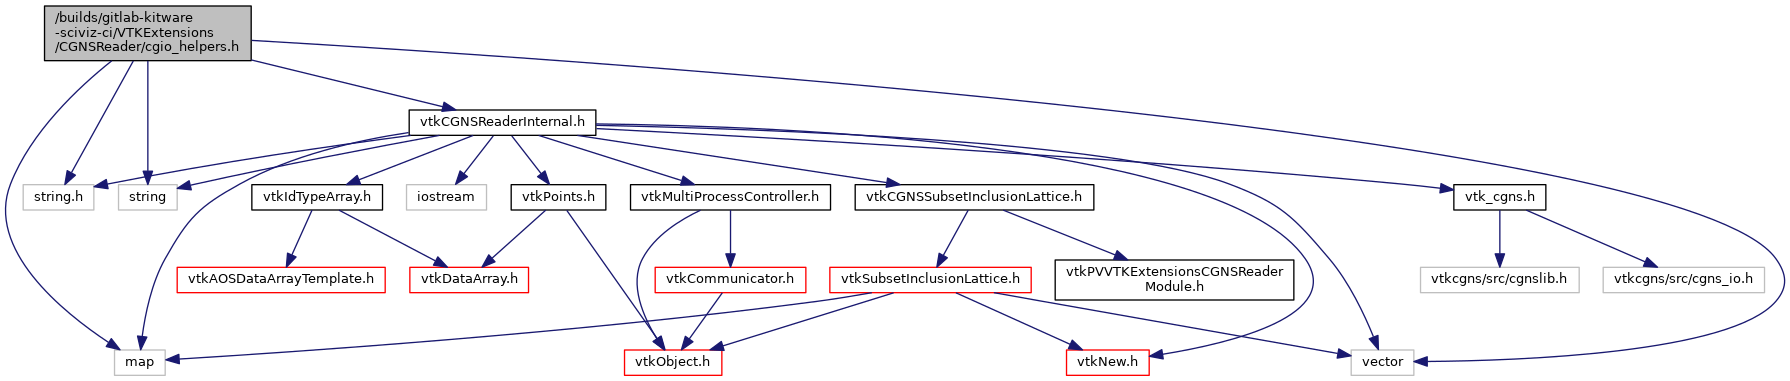 /builds/gitlab-kitware
-sciviz-ci/VTKExtensions
/CGNSReader/cgio_helpers.h
vtkCGNSReaderInternal.h
string.h
string
vtkIdTypeArray.h
iostream
vtkPoints.h
vtkMultiProcessController.h
vtkCGNSSubsetInclusionLattice.h
vtk_cgns.h
vtkAOSDataArrayTemplate.h
vtkDataArray.h
vtkCommunicator.h
vtkSubsetInclusionLattice.h
vtkPVVTKExtensionsCGNSReader
Module.h
vtkcgns/src/cgnslib.h
vtkcgns/src/cgns_io.h
map
vtkObject.h
vtkNew.h
vector